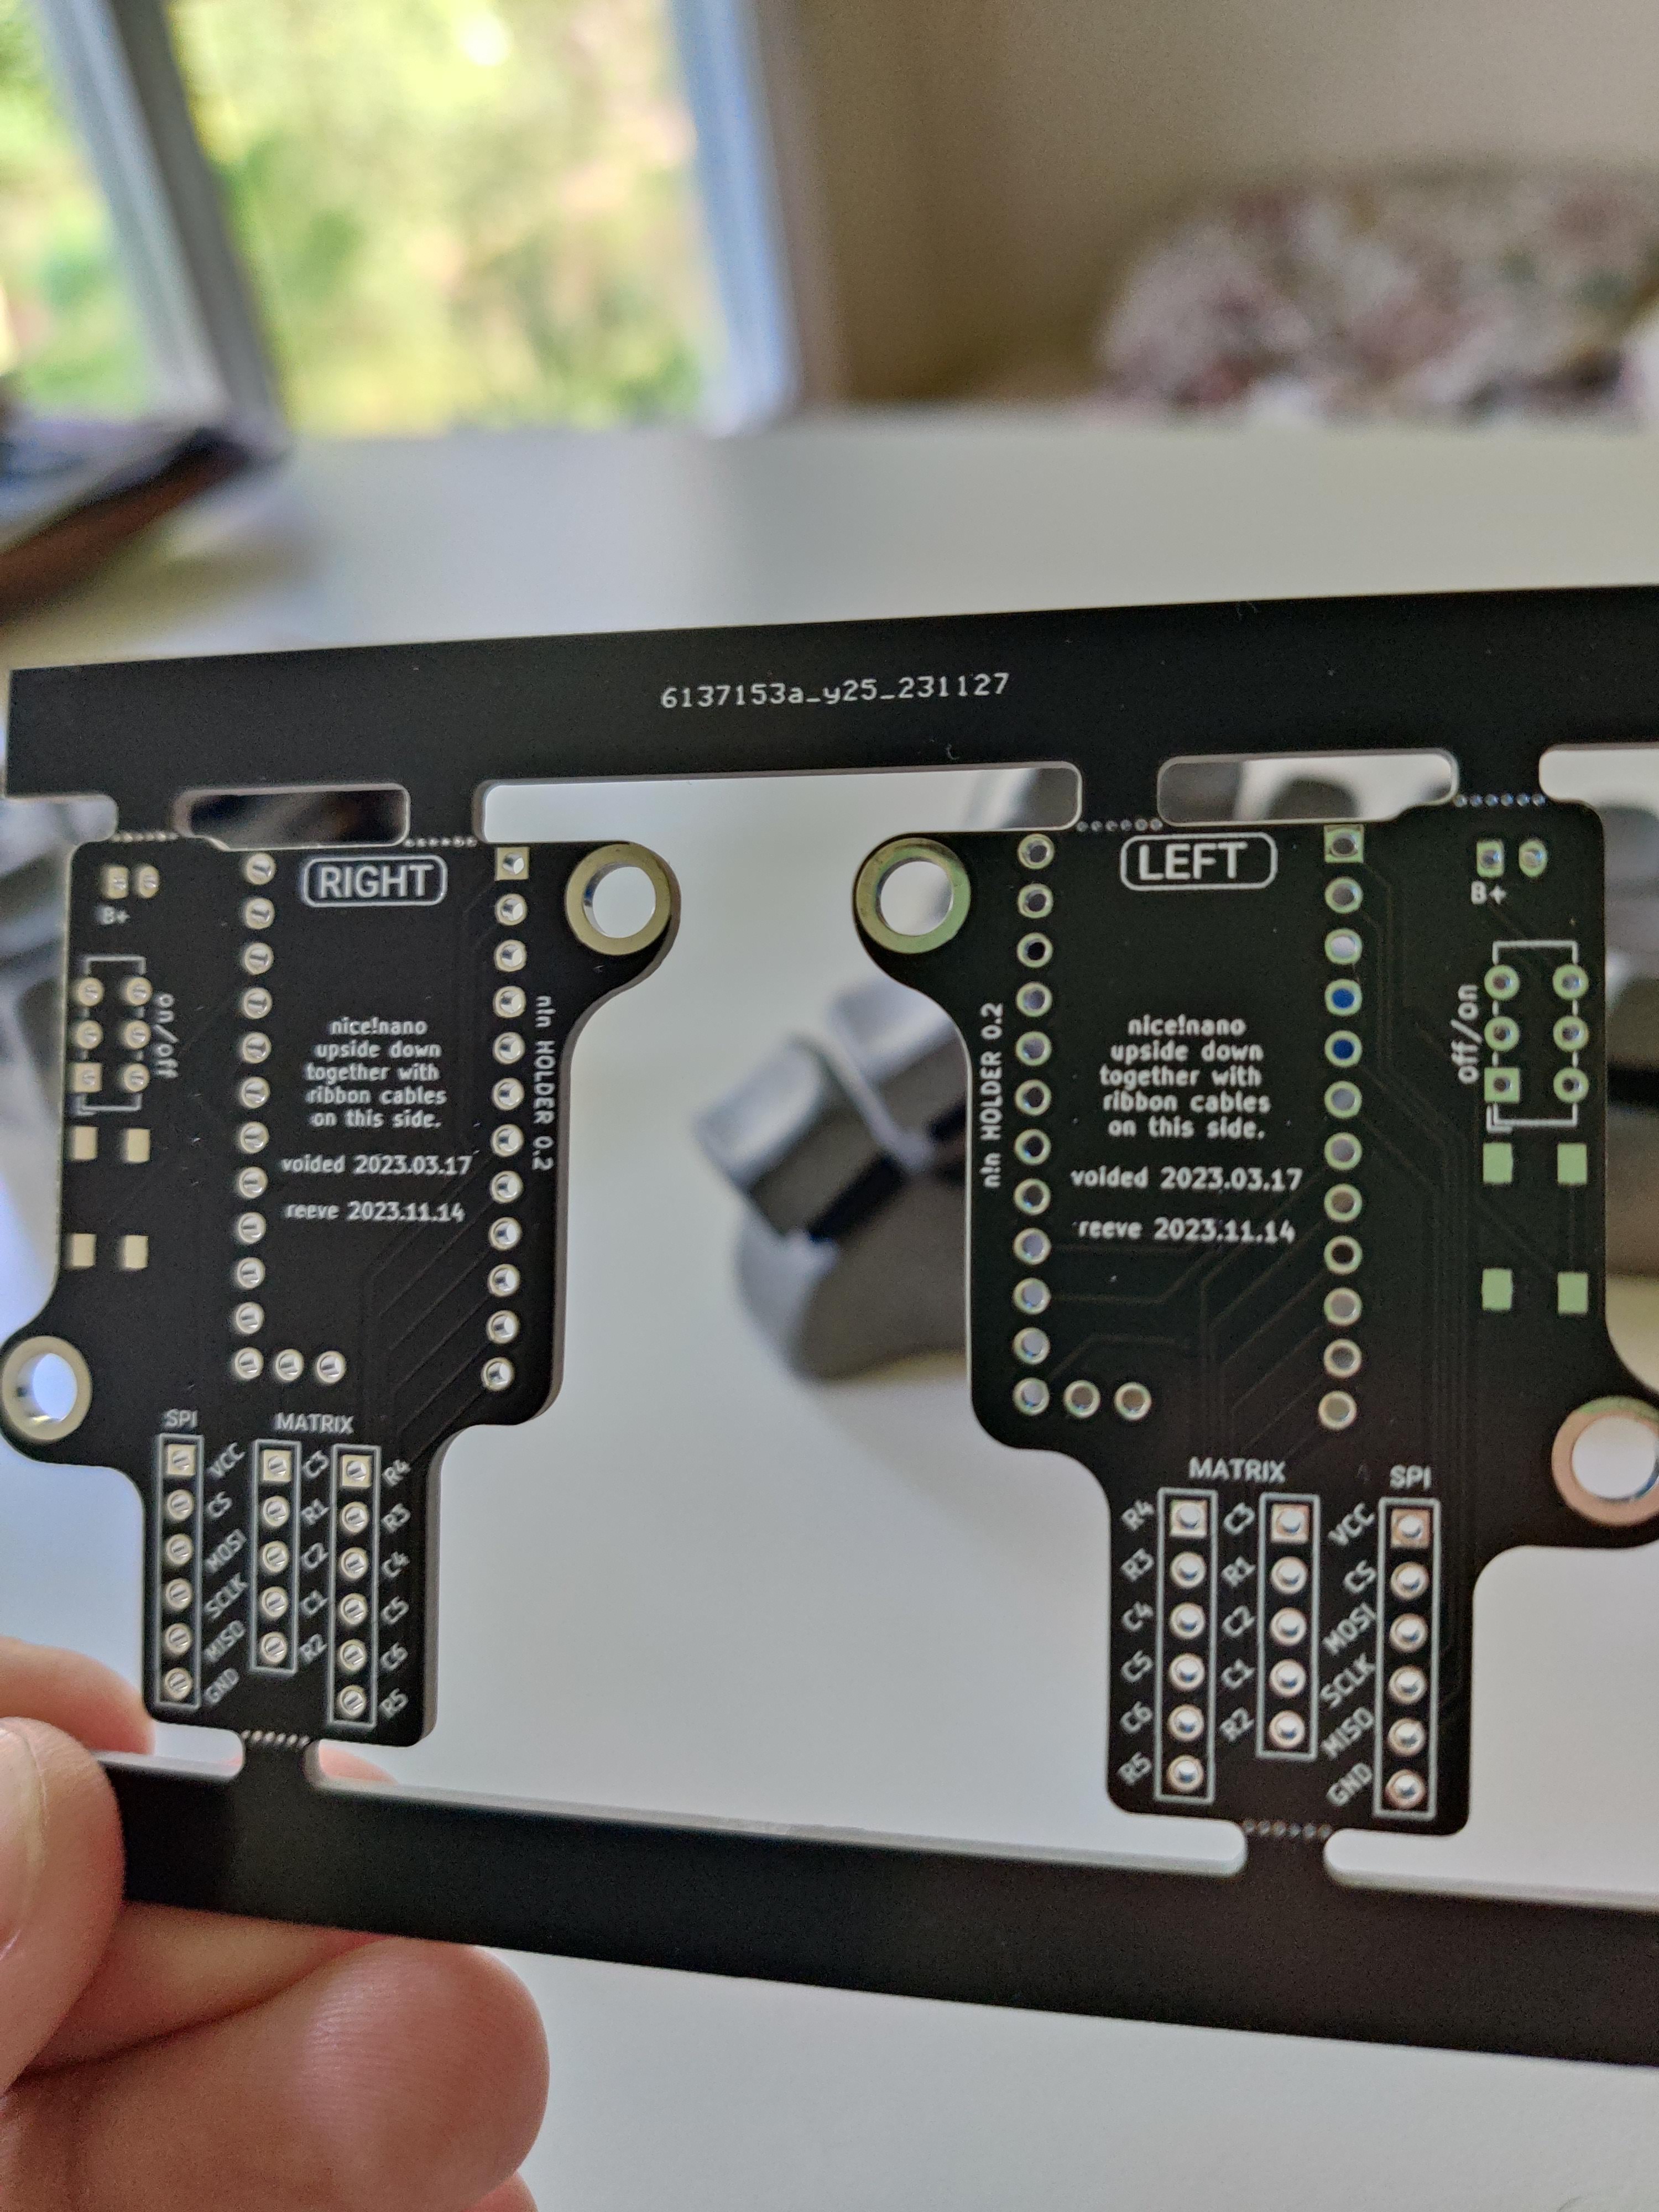 6137153a_y25_231127
RIGHT
B+
on/off
nice!nano
upside down
together with
ribbon cables
on this side.
n!n HOLDER 0.2
voided 2023.03.17
reeve 2023.11.14
SPI
VCC
CS
MOSI
SCLK
MISO
GND
MATRIX
C3
R1
C2
C1
R2
R4
R3
C4
C5
C6
R5
LEFT
B+
off/on
n!n HOLDER 0.2
nice!nano
upside down
together with
ribbon cables
on this side.
voided 2023.03.17
reeve 2023.11.14
MATRIX
R4
R3
C4
C5
C6
R5
C3
R1
C2
C1
R2
SPI
VCC
CS
MOSI
SCLK
MISO
GND